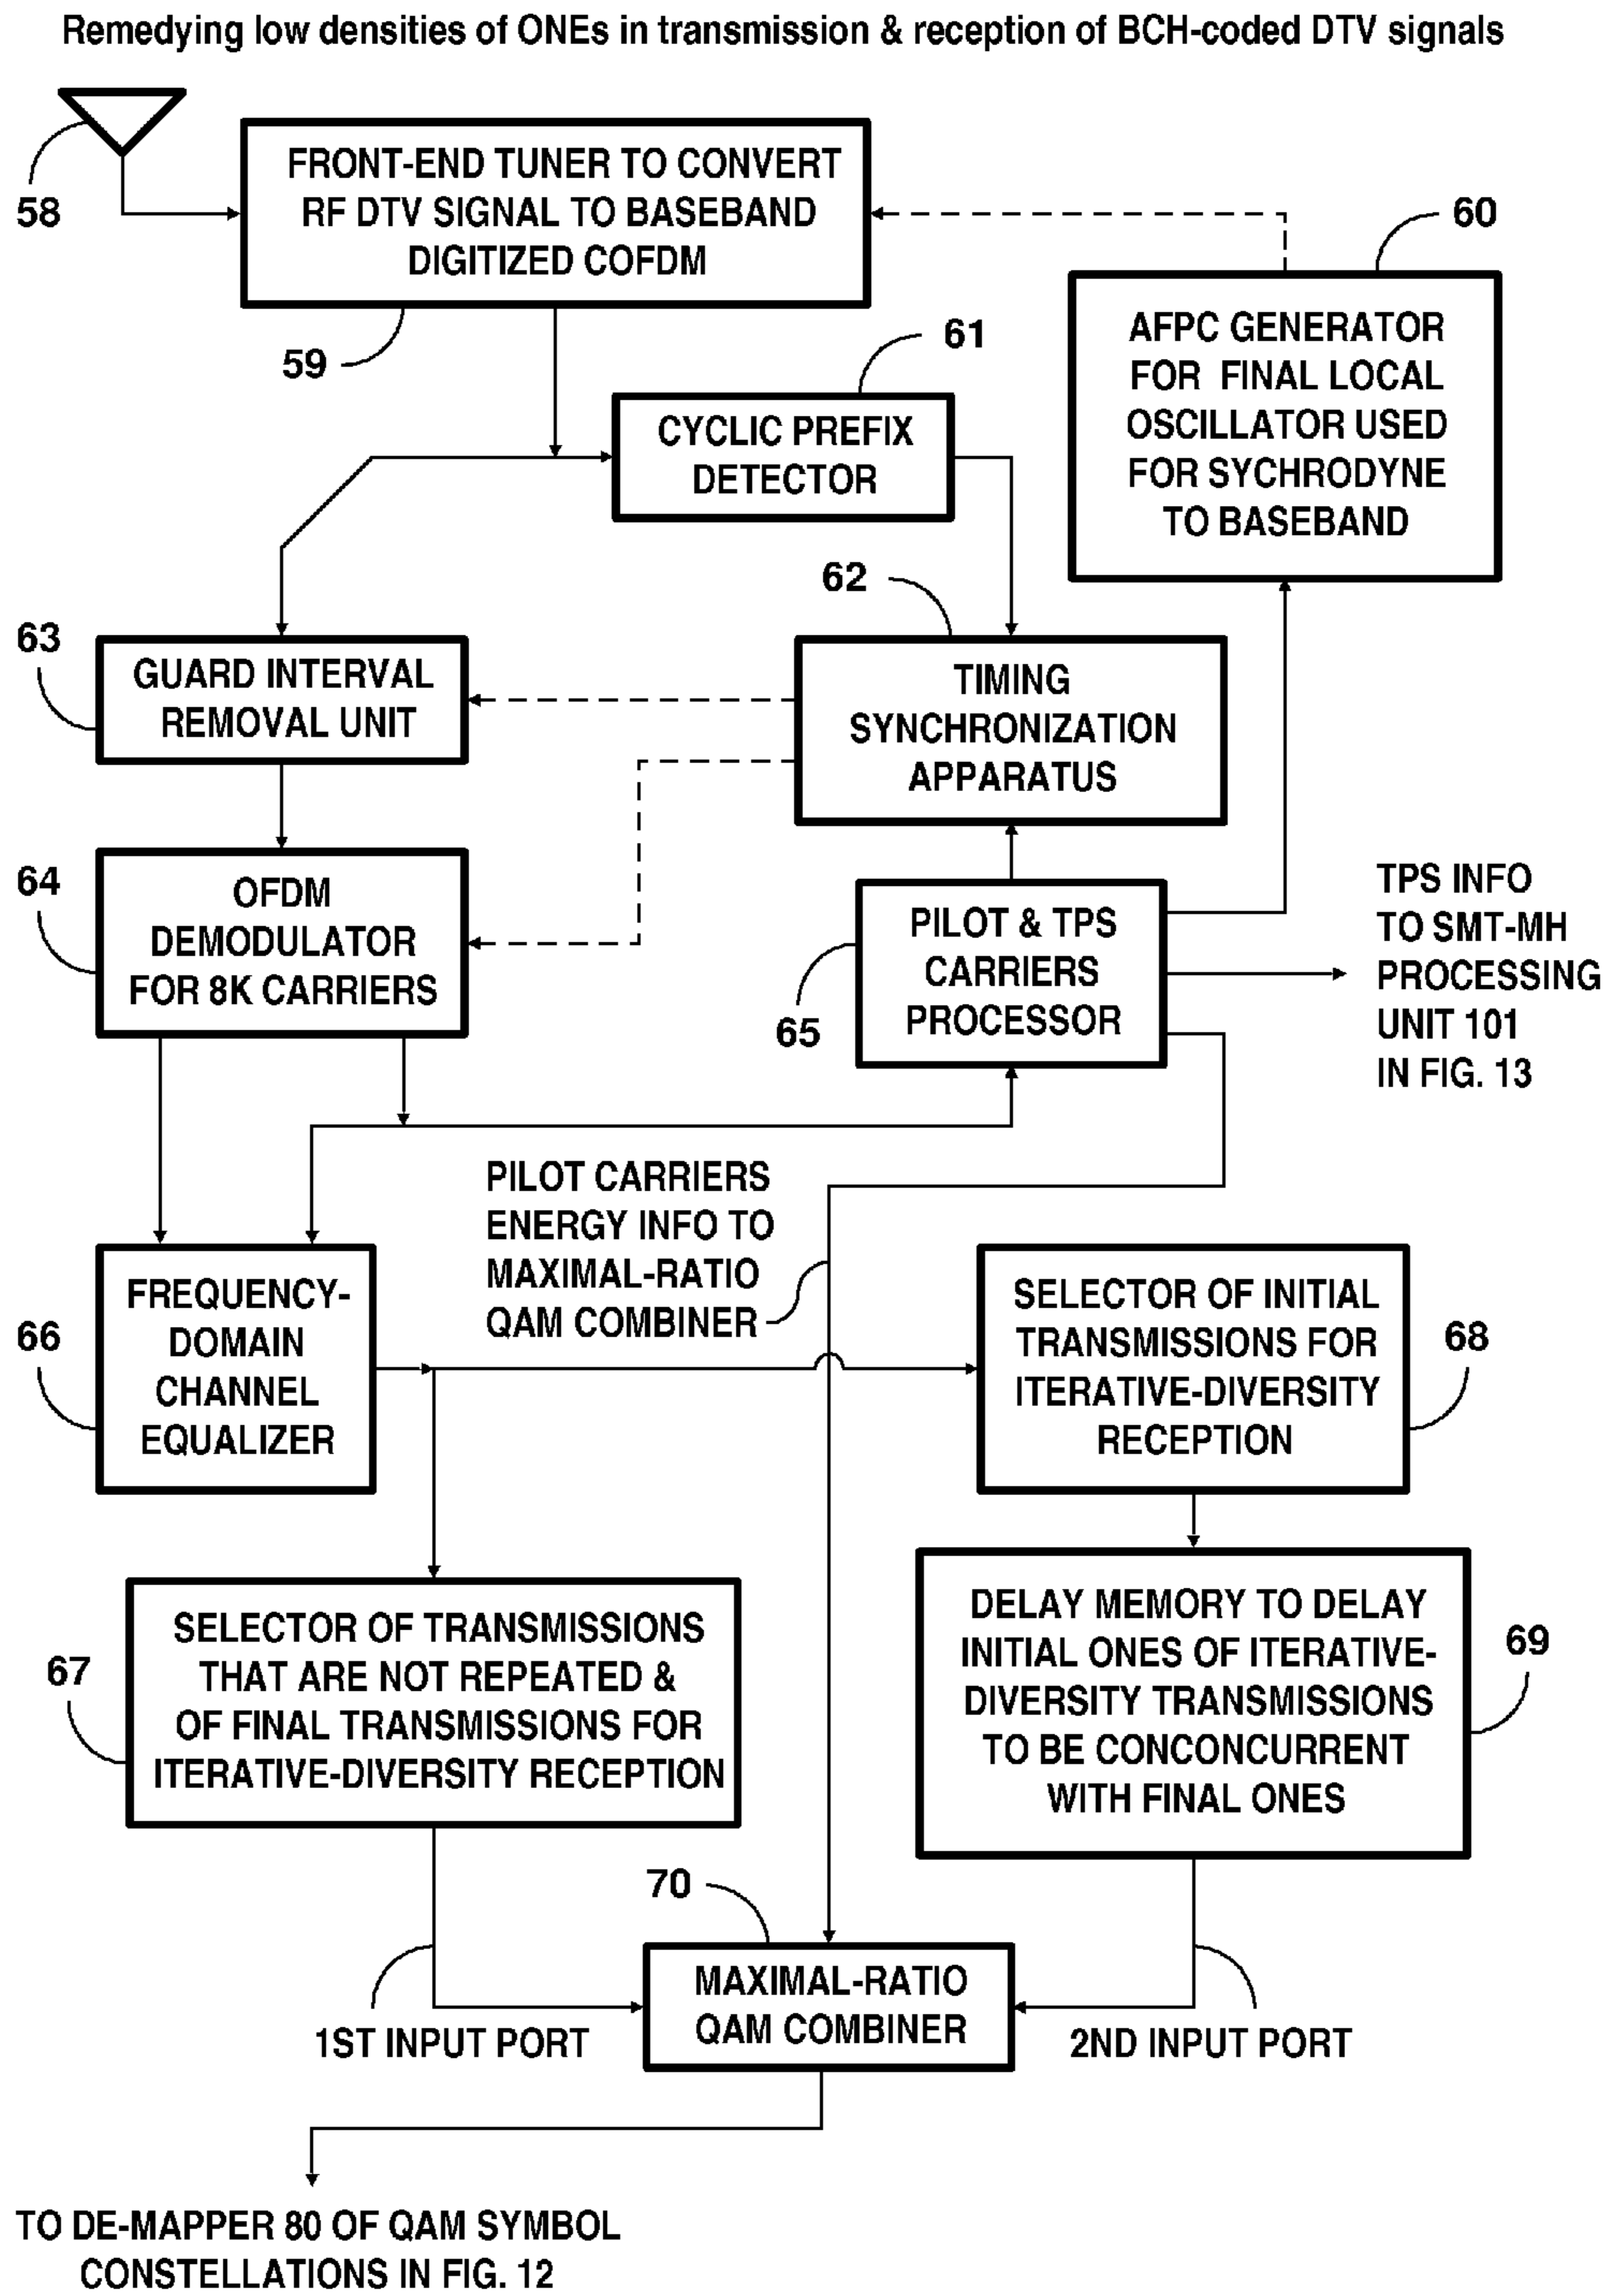 Remedying low densities of ONEs in transmission & reception of BCH-coded DTV signals
58
FRONT-END TUNER TO CONVERT
RF DTV SIGNAL TO BASEBAND
DIGITIZED COFDM
59
60
AFPC GENERATOR
FOR FINAL LOCAL
OSCILLATOR USED
FOR SYCHRODYNE
TO BASEBAND
61
CYCLIC PREFIX
DETECTOR
62
TIMING
SYNCHRONIZATION
APPARATUS
63
GUARD INTERVAL
REMOVAL UNIT
64
OFDM
DEMODULATOR
FOR 8K CARRIERS
65
PILOT & TPS
CARRIERS
PROCESSOR
TPS INFO
TO SMT-MH
PROCESSING
UNIT 101
IN FIG. 13
PILOT CARRIERS
ENERGY INFO TO
MAXIMAL-RATIO
QAM COMBINER
66
FREQUENCY-
DOMAIN
CHANNEL
EQUALIZER
SELECTOR OF INITIAL
TRANSMISSIONS FOR
ITERATIVE-DIVERSITY
RECEPTION
68
67
SELECTOR OF TRANSMISSIONS
THAT ARE NOT REPEATED &
OF FINAL TRANSMISSIONS FOR
ITERATIVE-DIVERSITY RECEPTION
DELAY MEMORY TO DELAY
INITIAL ONES OF ITERATIVE-
DIVERSITY TRANSMISSIONS
TO BE CONCONCURRENT
WITH FINAL ONES
69
70
MAXIMAL-RATIO
QAM COMBINER
1ST INPUT PORT
2ND INPUT PORT
TO DE-MAPPER 80 OF QAM SYMBOL
CONSTELLATIONS IN FIG. 12